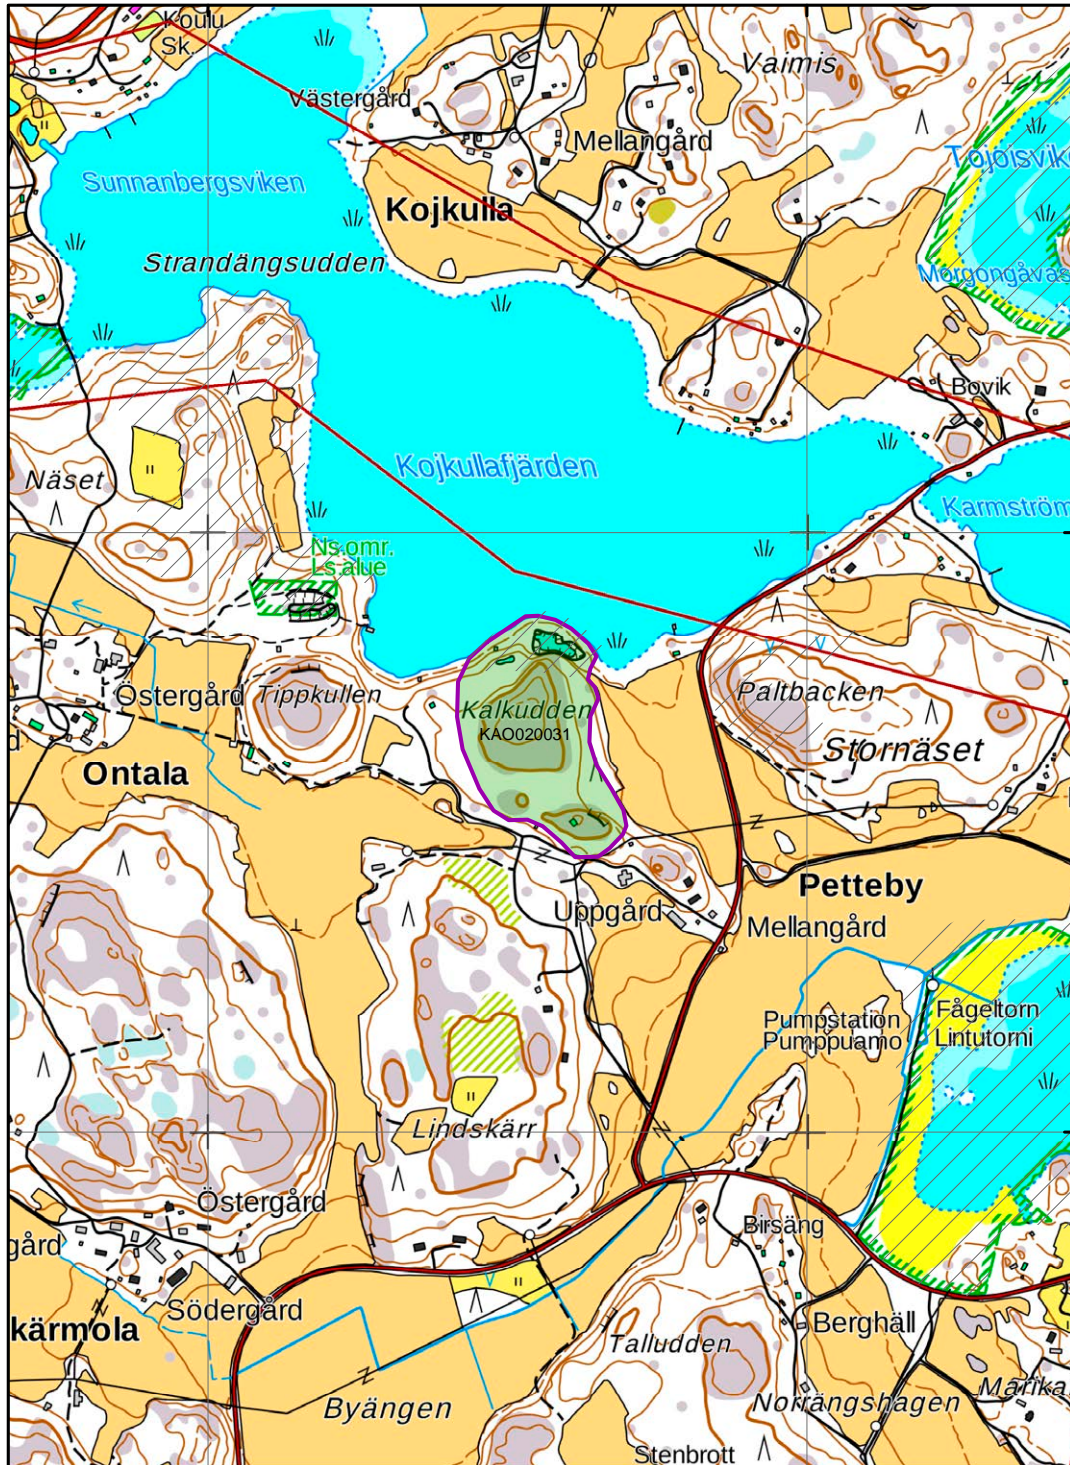 Koulu
Sk.
Vaimis
Västergård
Mellangård
Tojoisvik
Sunnanbergsviken
Kojkulla
Strandängsudden
Morgongåvas
Bovik
Kojkullafjärden
Näset
Karmström
Ns.omr.
Ls.alue
Östergård
Tippkullen
Kalkudden
KAO020031
Paltbacken
Stornäset
d
Ontala
Petteby
Uppgård
Mellangård
Pumpstation
Pumppuamo
Fågeltorn
Lintutorni
Lindskärr
Östergård
gård
Birsäng
Södergård
Berghäll
kärmola
Talludden
Byängen
Norrängshagen
Marika
Stenbrott